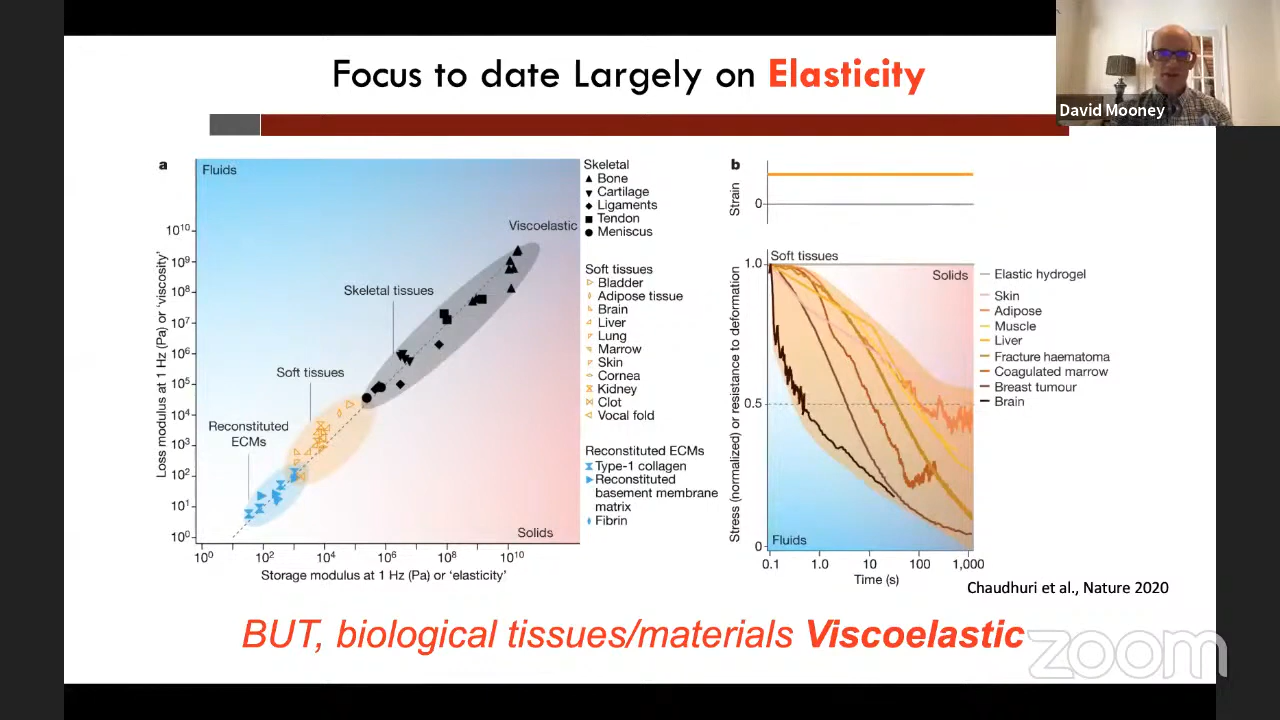 Focus to date Largely on Elasticity
David Mooney
a
Fluids
Viscoelastic
Skeletal tissues
Soft tissues
Reconstituted
ECMs
Solids
Loss modulus at 1 Hz (Pa) or 'viscosity'
10¹⁰
10⁹
10⁸
10⁷
10⁶
10⁵
10⁴
10³
10²
10¹
10⁰
10⁰
10²
10⁴
10⁶
10⁸
10¹⁰
Storage modulus at 1 Hz (Pa) or 'elasticity'
Skeletal
Bone
Cartilage
Ligaments
Tendon
Meniscus
Soft tissues
Bladder
Adipose tissue
Brain
Liver
Lung
Marrow
Skin
Cornea
Kidney
Clot
Vocal fold
Reconstituted ECMs
Type-1 collagen
Reconstituted
basement membrane
matrix
Fibrin
b
Strain
0
Soft tissues
Solids
Fluids
Stress (normalized) or resistance to deformation
1.0
0.5
0
0.1
1.0
10
100
1,000
Time (s)
Elastic hydrogel
Skin
Adipose
Muscle
Liver
Fracture haematoma
Coagulated marrow
Breast tumour
Brain
Chaudhuri et al., Nature 2020
BUT, biological tissues/materials Viscoelastic
zoom